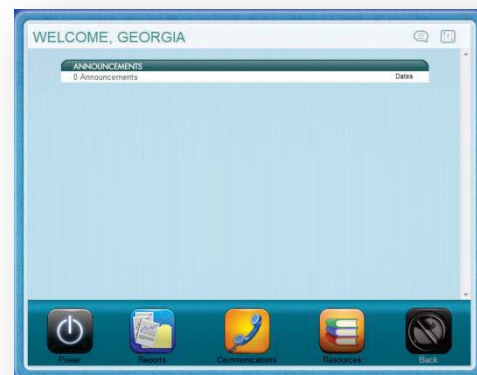 WELCOME, GEORGIA
ANNOUNCEMENTS
0 Announcements Dates
Power Reports Communications Resources Back